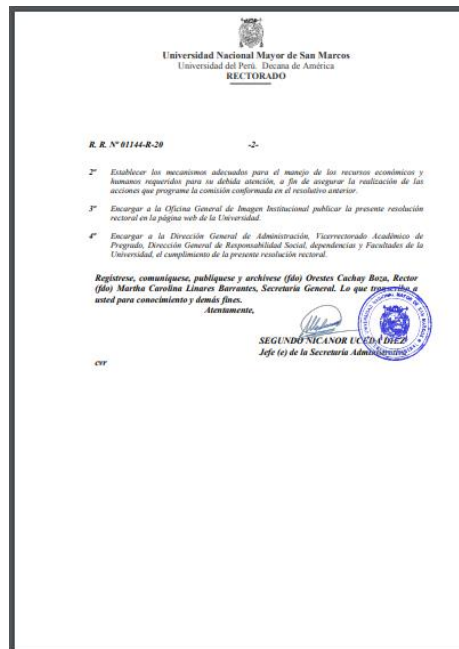 Universidad Nacional Mayor de San Marcos
Universidad del Perú. Decana de América
RECTORADO
R. R. Nº 01144-R-20 -2-
2º Establecer los mecanismos adecuados para el manejo de los recursos económicos y
humanos requeridos para su debida atención, a fin de asegurar la realización de las
acciones que programe la comisión conformada en el resolutivo anterior.
3º Encargar a la Oficina General de Imagen Institucional publicar la presente resolución
rectoral en la página web de la Universidad.
4º Encargar a la Dirección General de Administración, Vicerrectorado Académico de
Pregrado, Dirección General de Responsabilidad Social, dependencias y Facultades de la
Universidad, el cumplimiento de la presente resolución rectoral.
Regístrese, comuníquese, publíquese y archívese (fdo) Orestes Cachay Boza, Rector
(fdo) Martha Carolina Linares Barrantes, Secretaria General. Lo que transcribo a
usted para conocimiento y demás fines.
Atentamente,
SEGUNDO NICANOR UCEDA DIEZ
Jefe (e) de la Secretaría Administrativa
cvr